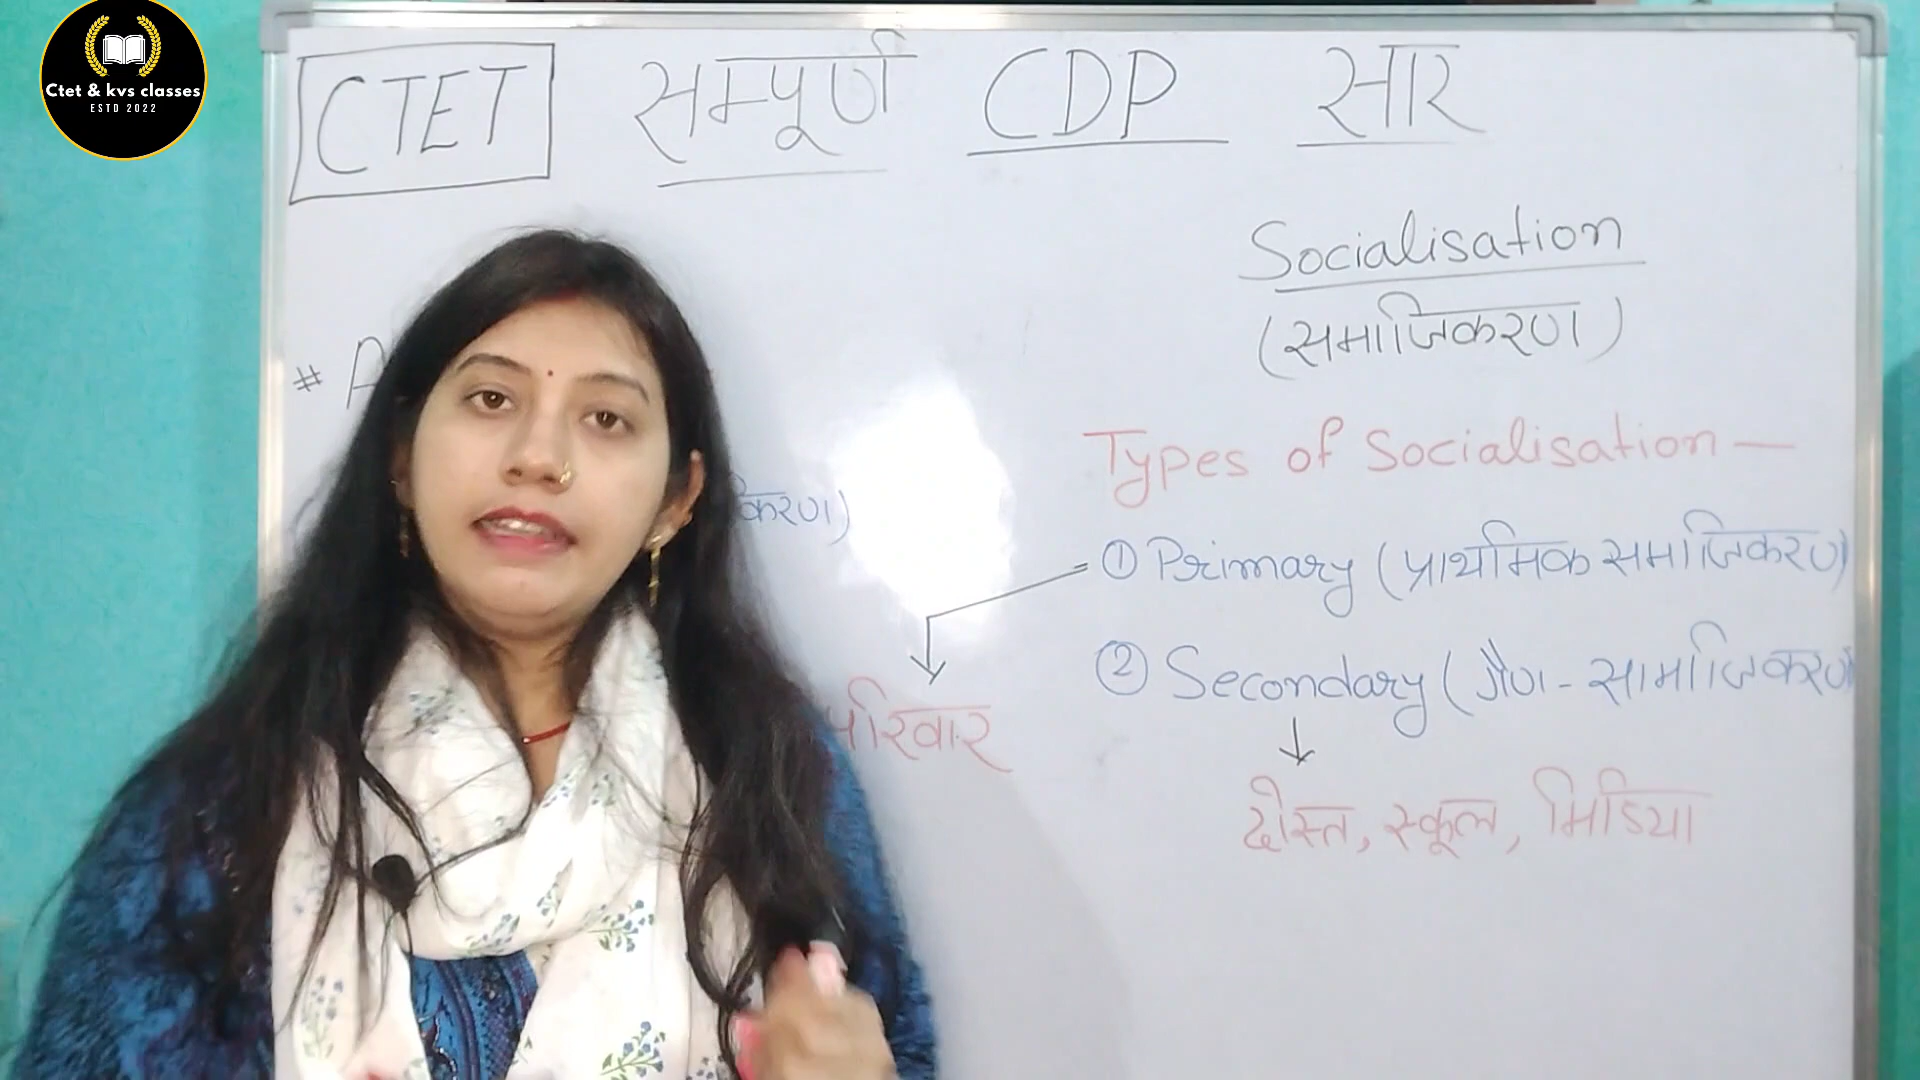 Ctet & kvs classes
ESTD 2022
CTET सम्पूर्ण CDP सार
Socialisation
(समाजिकरण)
# A
Types of Socialisation —
करण)
① Primary (प्राथमिक समाजिकरण)
② Secondary (गौण - सामाजिकरण
परिवार
दोस्त, स्कूल, मिडिया